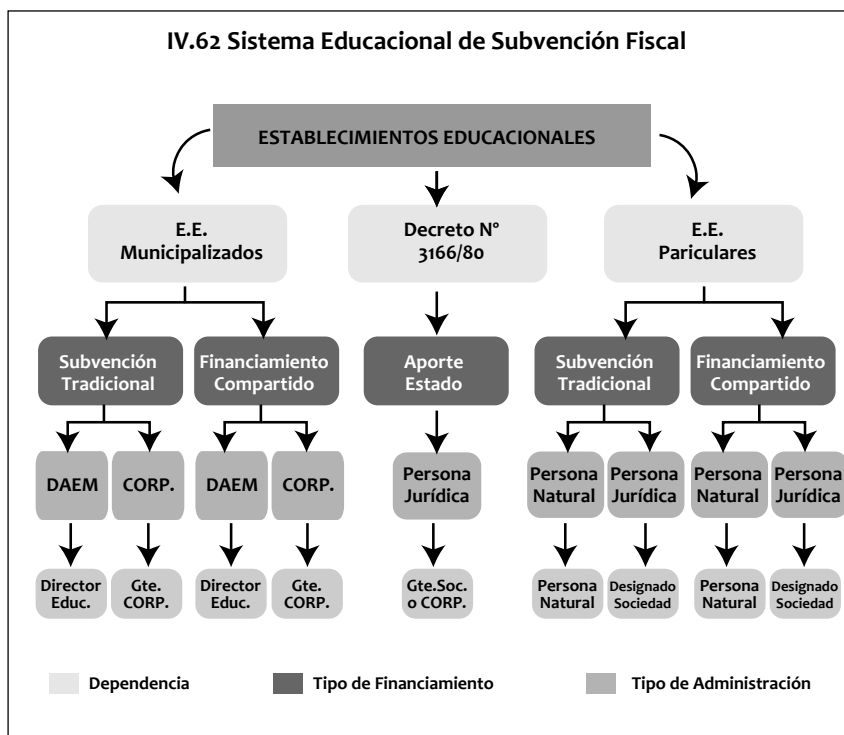 IV.62 Sistema Educacional de Subvención Fiscal
ESTABLECIMIENTOS EDUCACIONALES
E.E.
Municipalizados
Decreto N°
3166/80
E.E.
Pariculares
Subvención
Tradicional
Financiamiento
Compartido
Aporte
Estado
Subvención
Tradicional
Financiamiento
Compartido
DAEM
CORP.
DAEM
CORP.
Persona
Jurídica
Persona
Natural
Persona
Jurídica
Persona
Natural
Persona
Jurídica
Director
Educ.
Gte.
CORP.
Director
Educ.
Gte.
CORP.
Gte.Soc.
o CORP.
Persona
Natural
Designado
Sociedad
Persona
Natural
Designado
Sociedad
Dependencia
Tipo de Financiamiento
Tipo de Administración